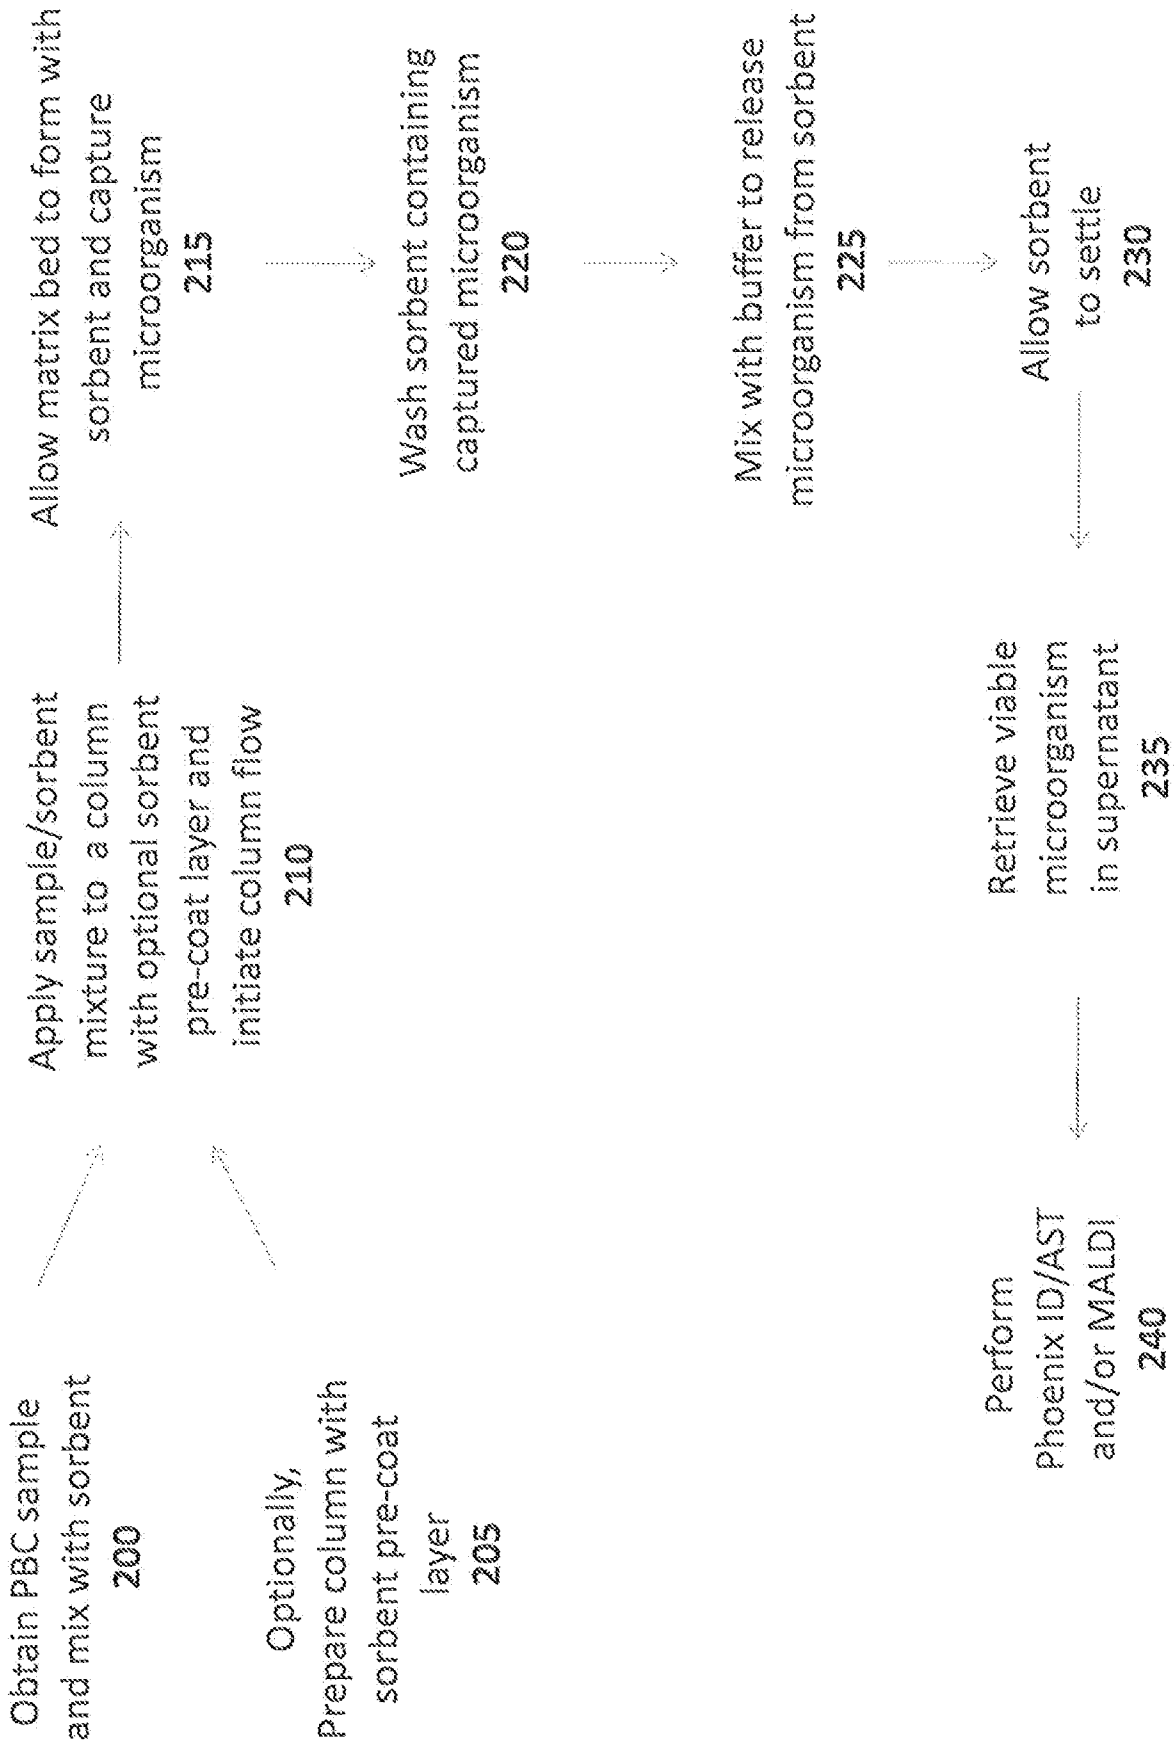 Obtain PBC sample
and mix with sorbent
200
Optionally,
Prepare column with
sorbent pre-coat
layer
205
Apply sample/sorbent
mixture to a column
with optional sorbent
pre-coat layer and
initiate column flow
210
Allow matrix bed to form with
sorbent and capture
microorganism
215
Wash sorbent containing
captured microorganism
220
Mix with buffer to release
microorganism from sorbent
225
Allow sorbent
to settle
230
Retrieve viable
microorganism
in supernatant
235
Perform
Phoenix ID/AST
and/or MALDI
240